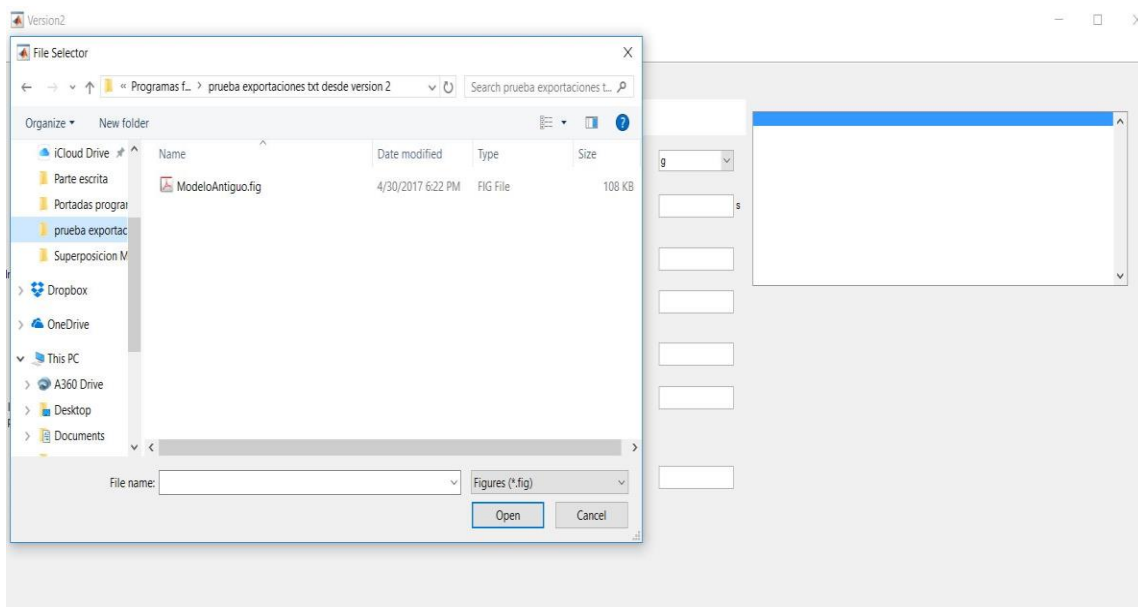 Version2
File Selector
« Programas f... > prueba exportaciones txt desde version 2
Search prueba exportaciones t...
Organize
New folder
Name
Date modified
Type
Size
iCloud Drive
Parte escrita
Portadas program
prueba exportac
Superposicion M
Dropbox
OneDrive
This PC
A360 Drive
Desktop
Documents
ModeloAntiguo.fig
4/30/2017 6:22 PM
FIG File
108 KB
g
s
File name:
Figures (*.fig)
Open
Cancel